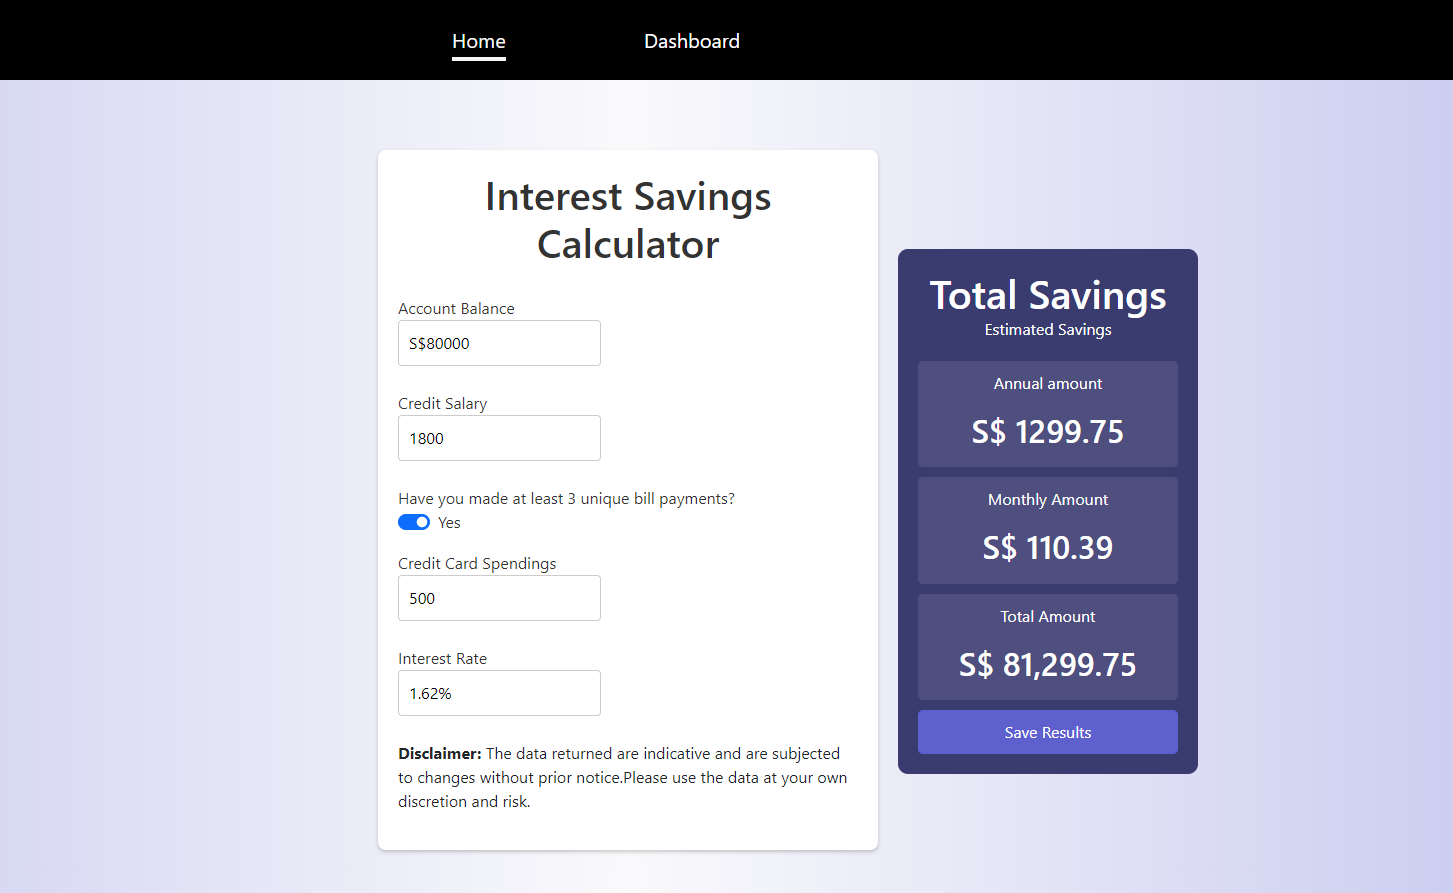 Home
Dashboard
Interest Savings
Calculator
Account Balance
S$80000
Credit Salary
1800
Have you made at least 3 unique bill payments?
Yes
Credit Card Spendings
500
Interest Rate
1.62%
Disclaimer: The data returned are indicative and are subjected
to changes without prior notice.Please use the data at your own
discretion and risk.
Total Savings
Estimated Savings
Annual amount
S$ 1299.75
Monthly Amount
S$ 110.39
Total Amount
S$ 81,299.75
Save Results